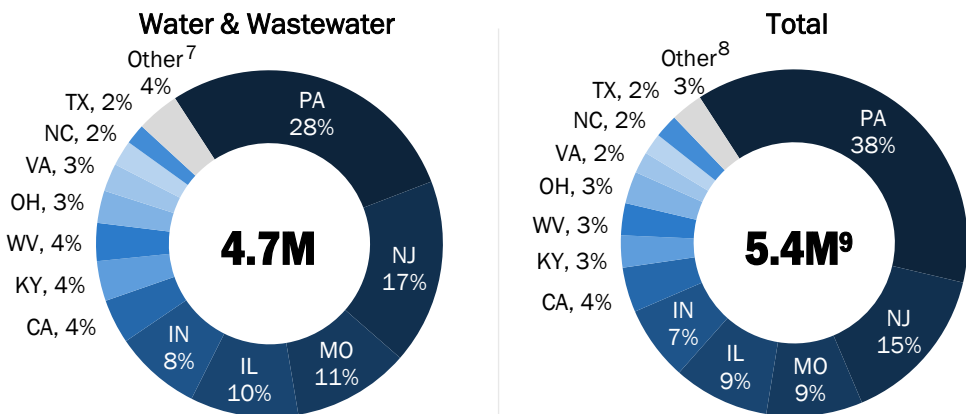 Water & Wastewater
Other7
4%
TX, 2%
NC, 2%
VA, 3%
OH, 3%
WV, 4%
KY, 4%
CA, 4%
IN
8%
IL
10%
MO
11%
NJ
17%
PA
28%
4.7M
Total
Other8
3%
TX, 2%
NC, 2%
VA, 2%
OH, 3%
WV, 3%
KY, 3%
CA, 4%
IN
7%
IL
9%
MO
9%
NJ
15%
PA
38%
5.4M9